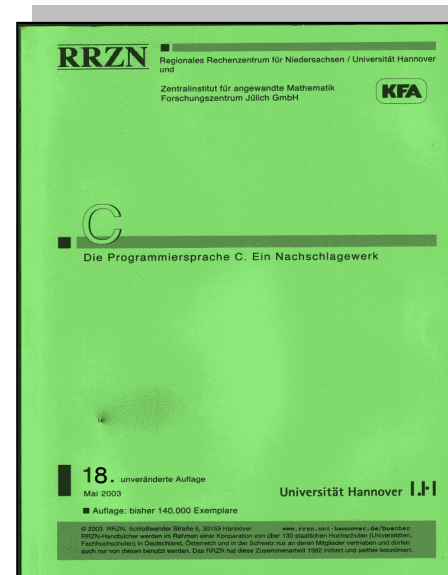 RRZN
Regionales Rechenzentrum für Niedersachsen / Universität Hannover
und
Zentralinstitut für angewandte Mathematik
Forschungszentrum Jülich GmbH
KFA
C
Die Programmiersprache C. Ein Nachschlagewerk
18. unveränderte Auflage
Mai 2003
Universität Hannover
Auflage: bisher 140.000 Exemplare
© 2003 RRZN, Schloßwender Straße 5, 30159 Hannover www.rrzn.uni-hannover.de/buecher
RRZN-Handbücher werden im Rahmen einer Kooperation von über 130 staatlichen Hochschulen (Universitäten,
Fachhochschulen) in Deutschland, Österreich und in der Schweiz nur an deren Mitglieder vertrieben und dürfen
auch nur von diesen benutzt werden. Das RRZN hat diese Zusammenarbeit 1982 initiiert und seither koordiniert.